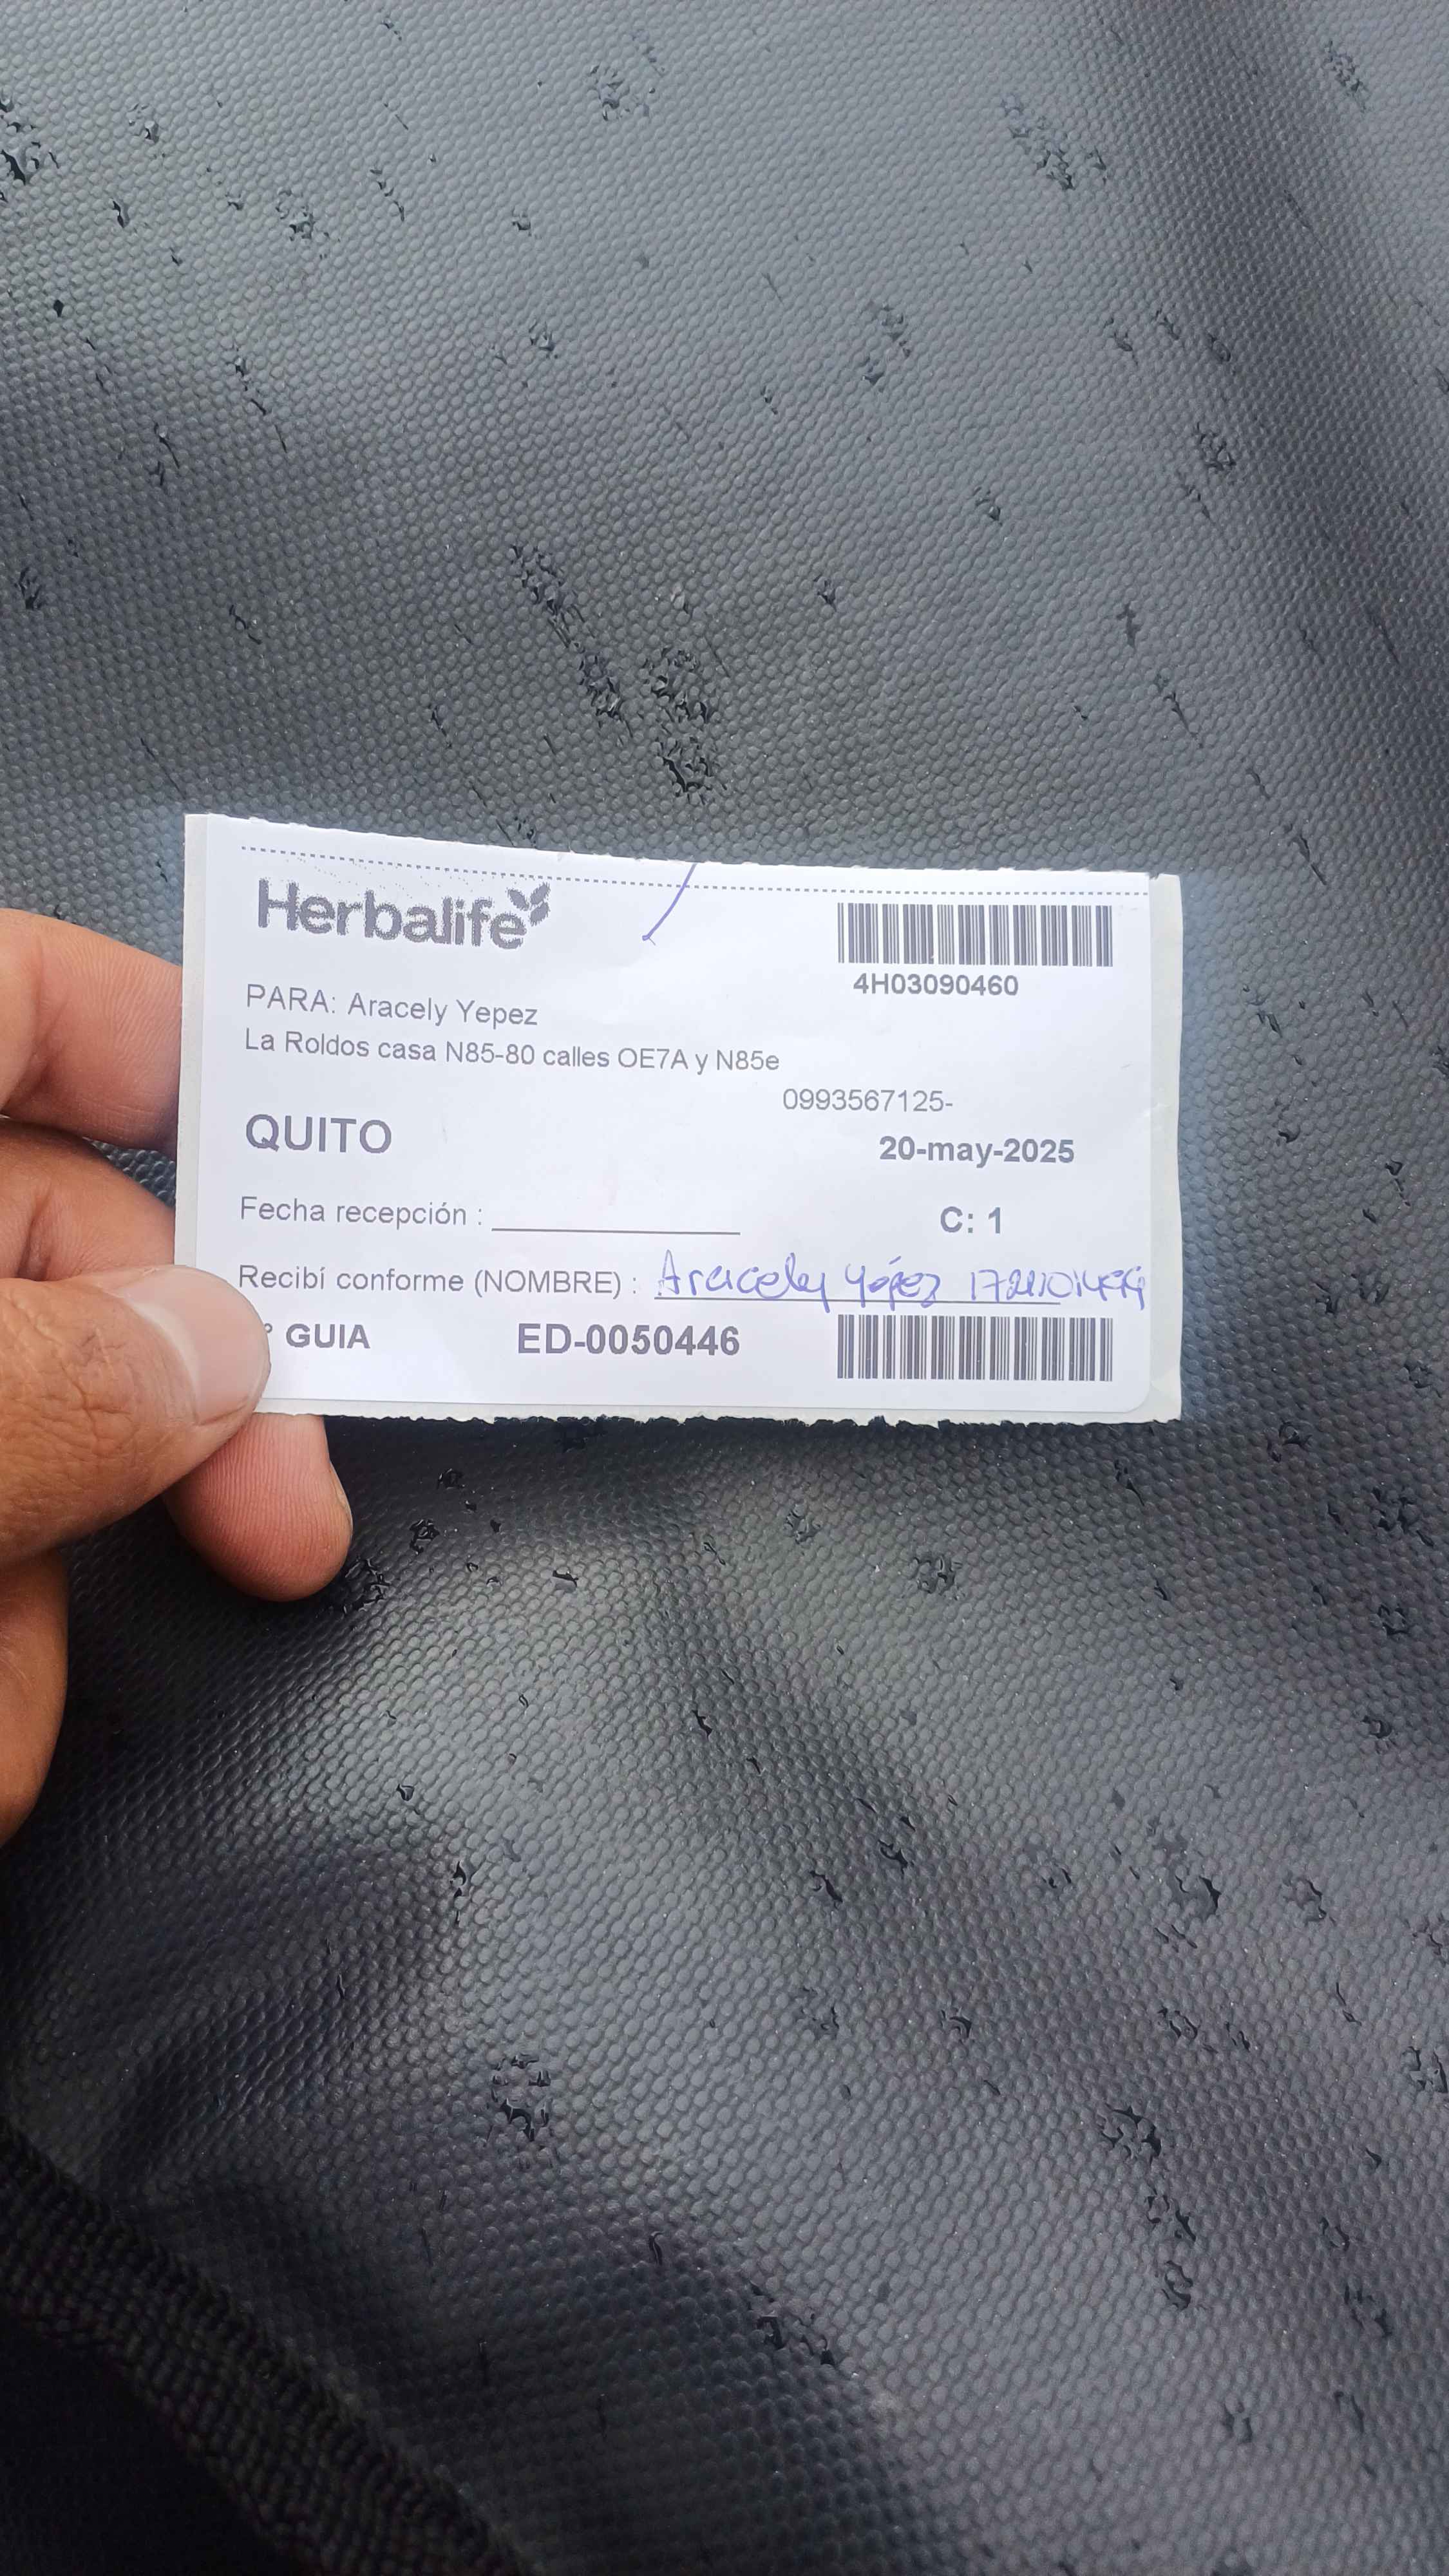 Herbalife
4H03090460
PARA: Aracely Yepez
La Roldos casa N85-80 calles OE7A y N85e
0993567125-
QUITO
20-may-2025
Fecha recepción :
C: 1
Recibí conforme (NOMBRE) : Aracely Yépez
° GUIA ED-0050446